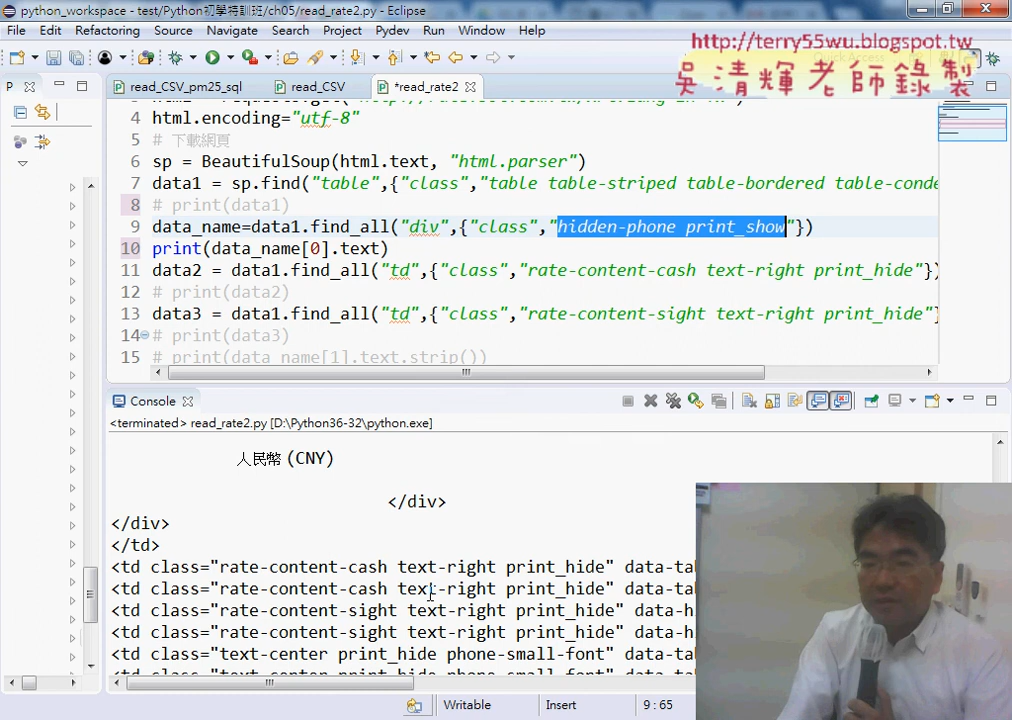 python_workspace - test/Python初學特訓班/ch05/read_rate2.py - Eclipse
File Edit Refactoring Source Navigate Search Project Pydev Run Window Help
http://terry55wu.blogspot.tw
吳清輝老師錄製
P
read_CSV_pm25_sql
read_CSV
*read_rate2
4 html.encoding="utf-8"
5 # 下載網頁
6 sp = BeautifulSoup(html.text, "html.parser")
7 data1 = sp.find("table",{"class","table table-striped table-bordered table-conde
8 # print(data1)
9 data_name=data1.find_all("div",{"class","hidden-phone print_show"})
10 print(data_name[0].text)
11 data2 = data1.find_all("td",{"class","rate-content-cash text-right print_hide"})
12 # print(data2)
13 data3 = data1.find_all("td",{"class","rate-content-sight text-right print_hide"}
14 # print(data3)
15 # print(data_name[1].text.strip())
Console
<terminated> read_rate2.py [D:\Python36-32\python.exe]
人民幣 (CNY)
</div>
</div>
</td>
<td class="rate-content-cash text-right print_hide" data-tab
<td class="rate-content-cash text-right print_hide" data-tab
<td class="rate-content-sight text-right print_hide" data-hi
<td class="rate-content-sight text-right print_hide" data-hi
<td class="text-center print_hide phone-small-font" data-tab
Writable
Insert
9 : 65